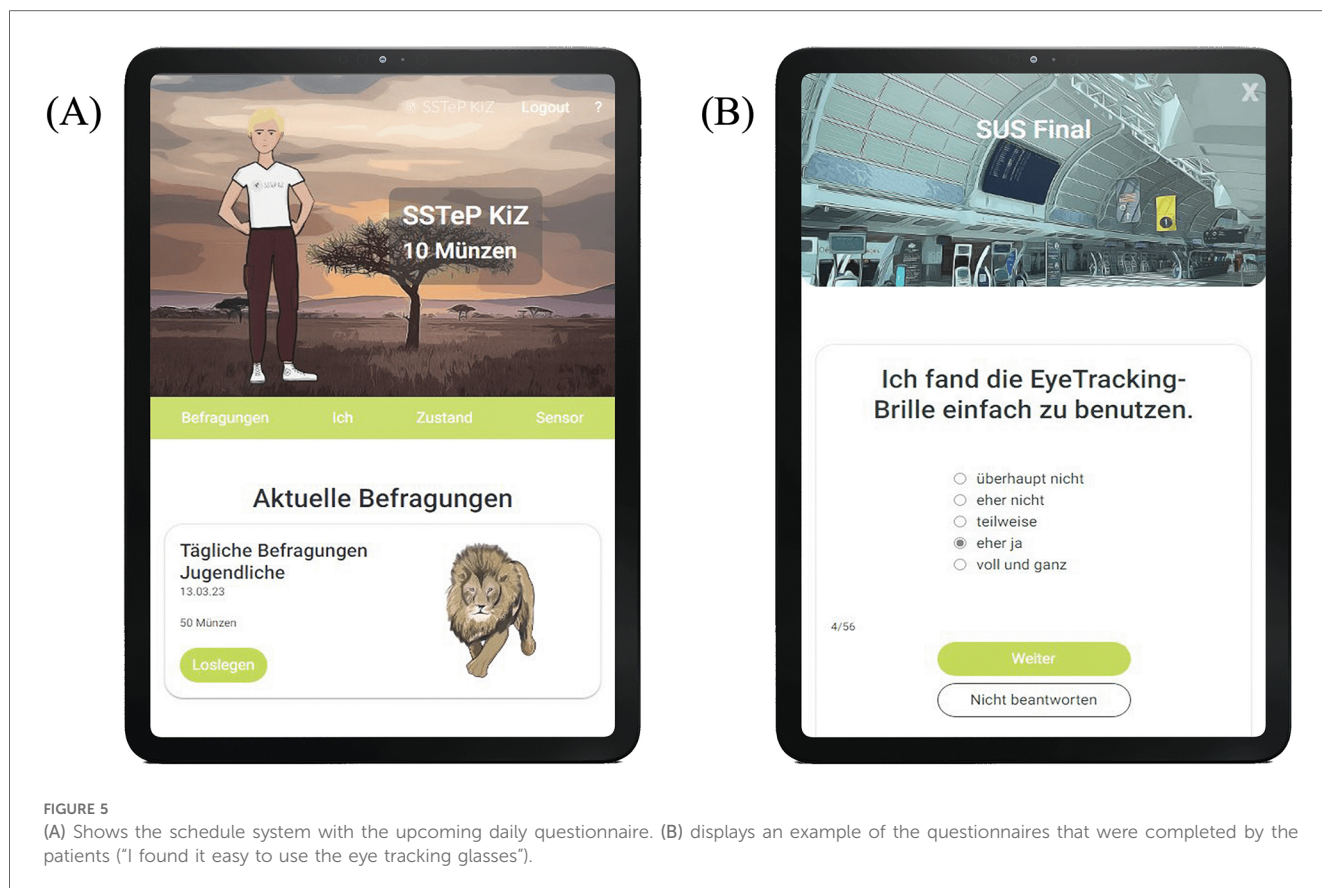 (A)
SSTeP KiZ
Logout
?
SSTeP KiZ
SSTeP KiZ
10 Münzen
Befragungen
Ich
Zustand
Sensor
Aktuelle Befragungen
Tägliche Befragungen
Jugendliche
13.03.23
50 Münzen
Loslegen
(B)
X
SUS Final
1
Ich fand die EyeTracking-
Brille einfach zu benutzen.
überhaupt nicht
eher nicht
teilweise
eher ja
voll und ganz
4/56
Weiter
Nicht beantworten
FIGURE 5
(A) Shows the schedule system with the upcoming daily questionnaire. (B) displays an example of the questionnaires that were completed by the
patients (“I found it easy to use the eye tracking glasses”).